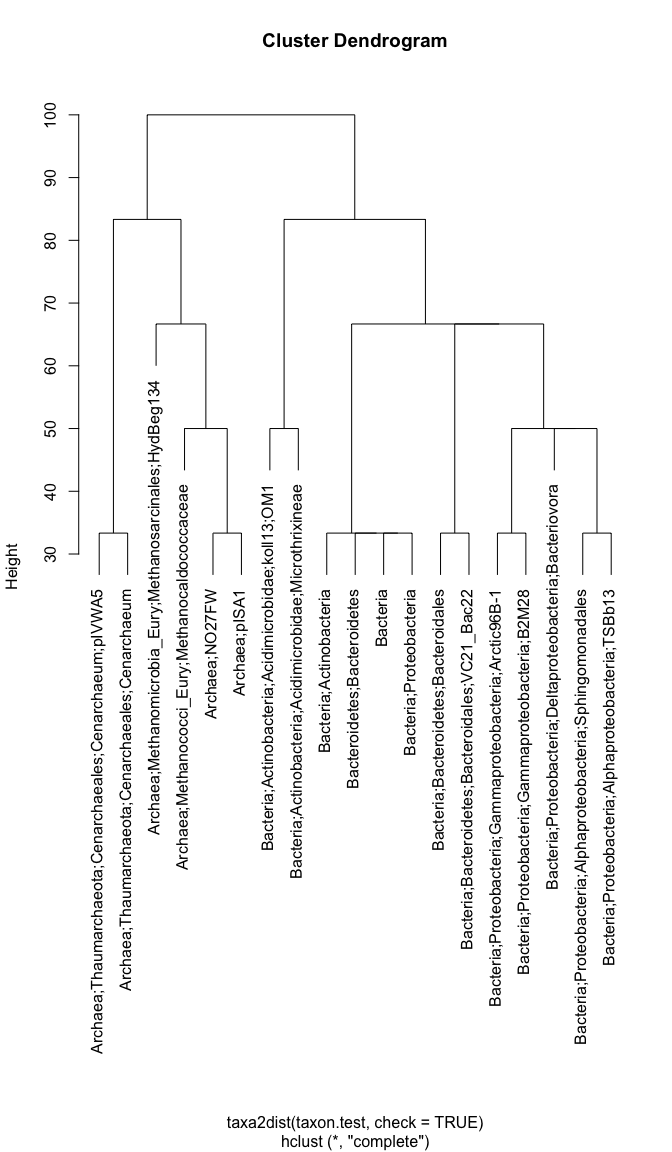 Cluster Dendrogram
Height
100
90
80
70
60
50
40
30
Archaea;Thaumarchaeota;Cenarchaeales;Cenarchaeum;pIVWA5
Archaea;Thaumarchaeota;Cenarchaeales;Cenarchaeum
Archaea;Methanomicrobia_Eury;Methanosarcinales;HydBeg134
Archaea;Methanococci_Eury;Methanocaldococcaceae
Archaea;NO27FW
Archaea;pISA1
Bacteria;Actinobacteria;Acidimicrobidae;koll13;OM1
Bacteria;Actinobacteria;Acidimicrobidae;Microthrixineae
Bacteria;Actinobacteria
Bacteroidetes;Bacteroidetes
Bacteria
Bacteria;Proteobacteria
Bacteria;Bacteroidetes;Bacteroidales
Bacteria;Bacteroidetes;Bacteroidales;VC21_Bac22
Bacteria;Proteobacteria;Gammaproteobacteria;Arctic96B-1
Bacteria;Proteobacteria;Gammaproteobacteria;B2M28
Bacteria;Proteobacteria;Deltaproteobacteria;Bacteriovora
Bacteria;Proteobacteria;Alphaproteobacteria;Sphingomonadales
Bacteria;Proteobacteria;Alphaproteobacteria;TSBb13
taxa2dist(taxon.test, check = TRUE)
hclust (*, "complete")